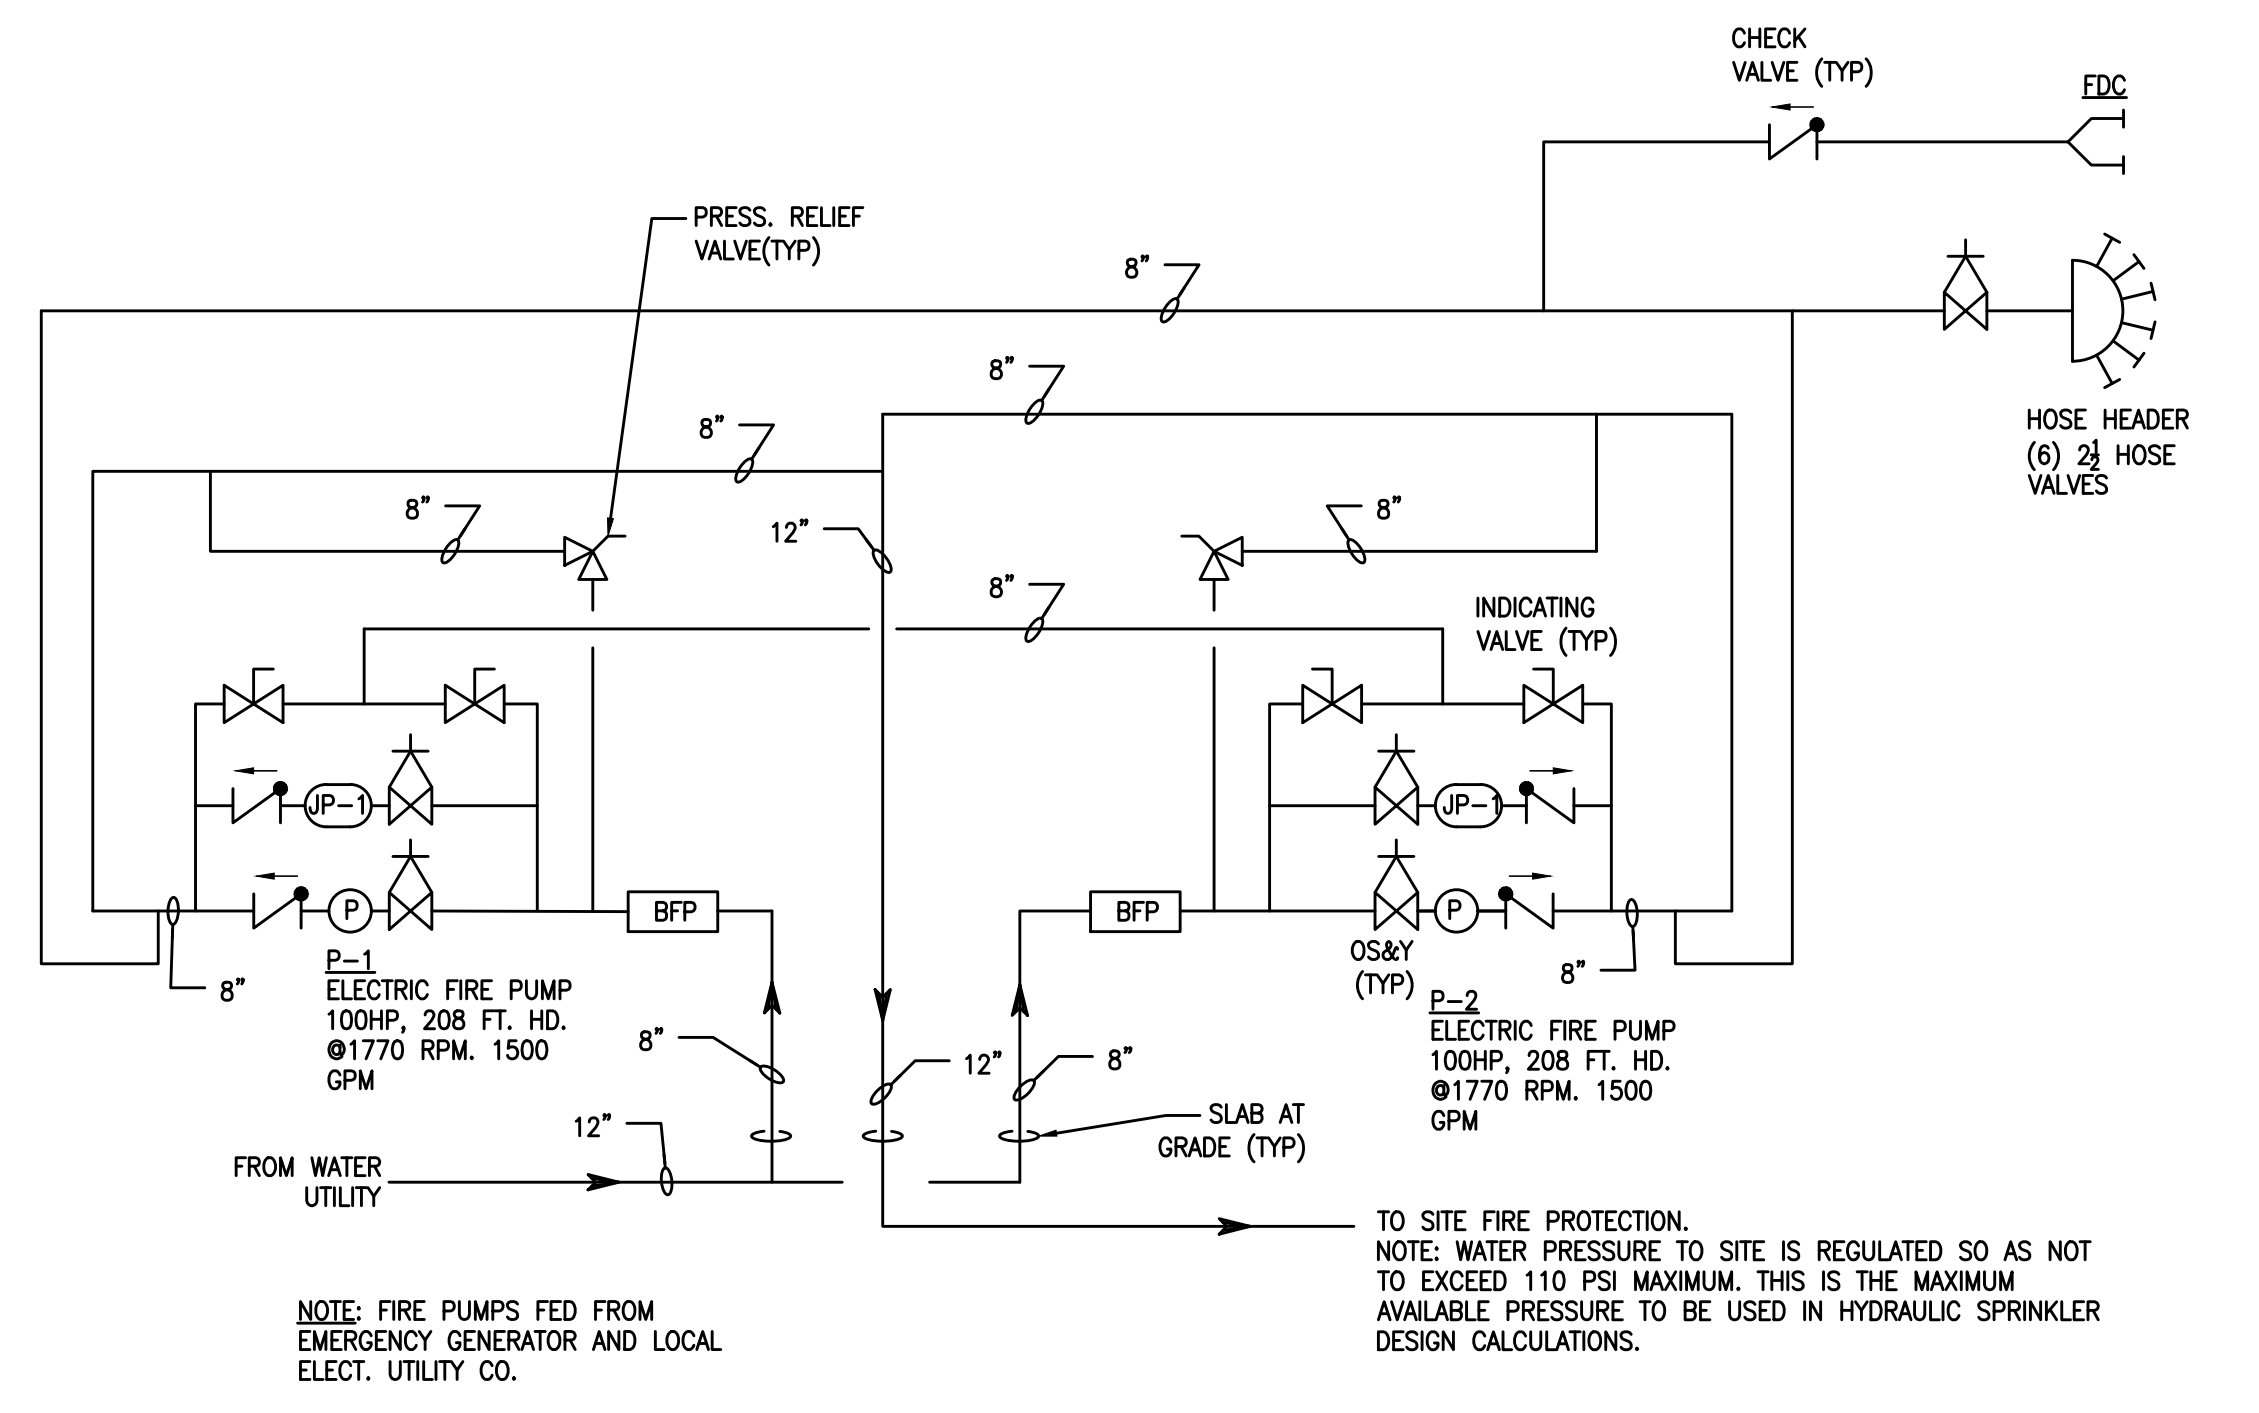 CHECK
VALVE (TYP)
FDC
PRESS. RELIEF
VALVE(TYP)
8"
8"
8"
HOSE HEADER
(6) 2½ HOSE
VALVES
8"
12"
8"
8"
INDICATING
VALVE (TYP)
JP-1
JP-1
P
BFP
BFP
P
OS&Y
(TYP)
8"
8"
P-1
ELECTRIC FIRE PUMP
100HP, 208 FT. HD.
@1770 RPM. 1500
GPM
P-2
ELECTRIC FIRE PUMP
100HP, 208 FT. HD.
@1770 RPM. 1500
GPM
8"
12"
8"
12"
SLAB AT
GRADE (TYP)
FROM WATER
UTILITY
TO SITE FIRE PROTECTION.
NOTE: WATER PRESSURE TO SITE IS REGULATED SO AS NOT
TO EXCEED 110 PSI MAXIMUM. THIS IS THE MAXIMUM
AVAILABLE PRESSURE TO BE USED IN HYDRAULIC SPRINKLER
DESIGN CALCULATIONS.
NOTE: FIRE PUMPS FED FROM
EMERGENCY GENERATOR AND LOCAL
ELECT. UTILITY CO.